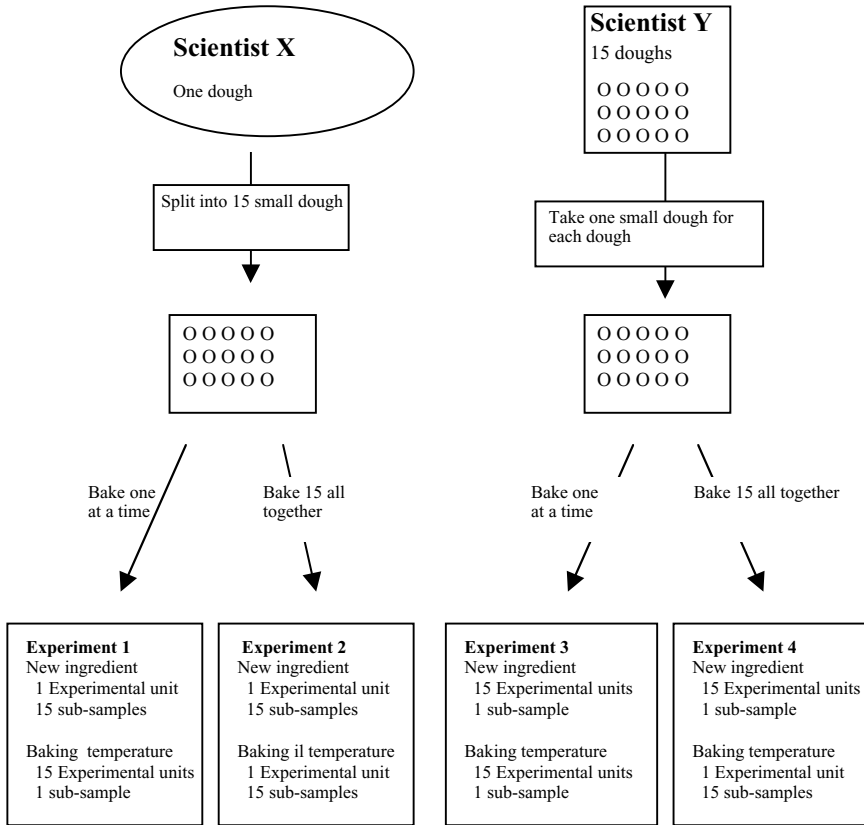 Scientist X
One dough
Scientist Y
15 doughs
O O O O O
O O O O O
O O O O O
Split into 15 small dough
Take one small dough for
each dough
O O O O O
O O O O O
O O O O O
O O O O O
O O O O O
O O O O O
Bake one
at a time
Bake 15 all
together
Bake one
at a time
Bake 15 all together
Experiment 1
New ingredient
1 Experimental unit
15 sub-samples
Baking temperature
15 Experimental units
1 sub-sample
Experiment 2
New ingredient
1 Experimental unit
15 sub-samples
Baking il temperature
1 Experimental unit
15 sub-samples
Experiment 3
New ingredient
15 Experimental units
1 sub-sample
Baking temperature
15 Experimental units
1 sub-sample
Experiment 4
New ingredient
15 Experimental units
1 sub-sample
Baking temperature
1 Experimental unit
15 sub-samples